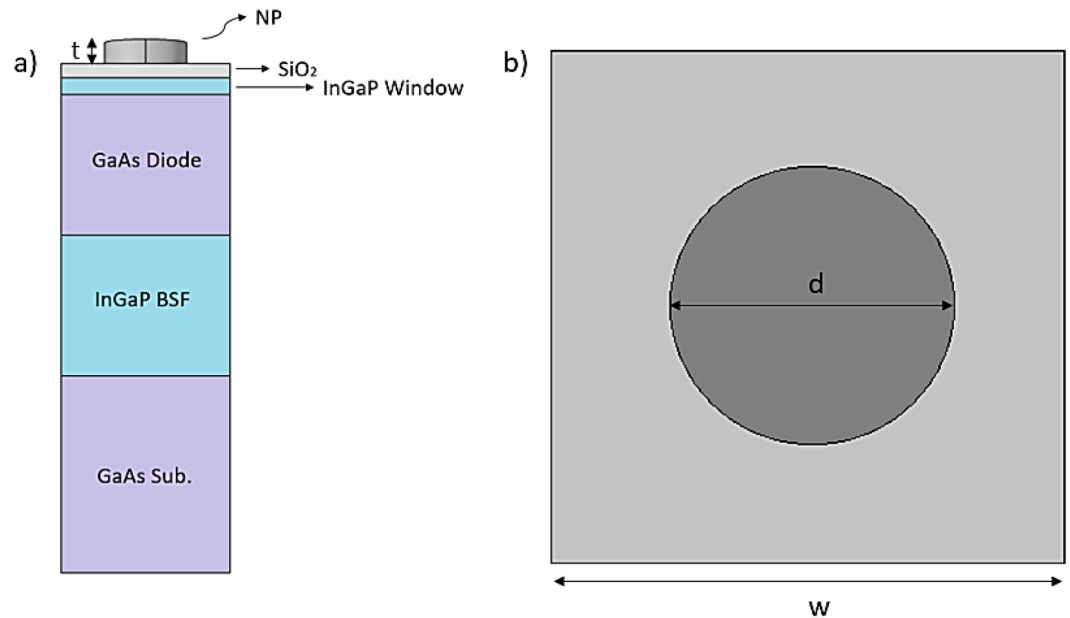 NP
t
a)
SiO₂
InGaP Window
GaAs Diode
InGaP BSF
GaAs Sub.
b)
d
w